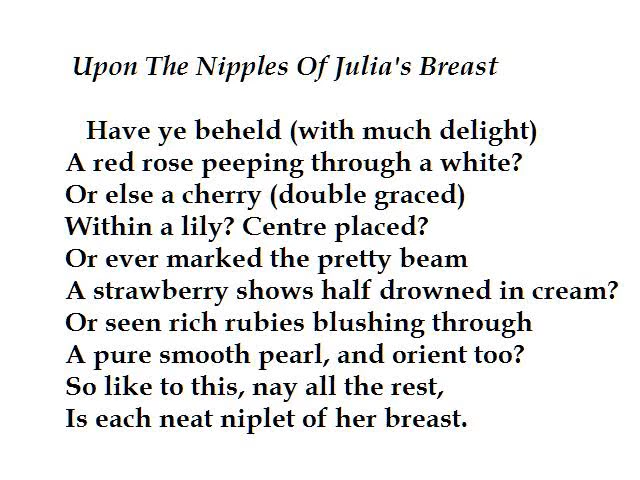 Upon The Nipples Of Julia's Breast
Have ye beheld (with much delight)
A red rose peeping through a white?
Or else a cherry (double graced)
Within a lily? Centre placed?
Or ever marked the pretty beam
A strawberry shows half drowned in cream?
Or seen rich rubies blushing through
A pure smooth pearl, and orient too?
So like to this, nay all the rest,
Is each neat niplet of her breast.